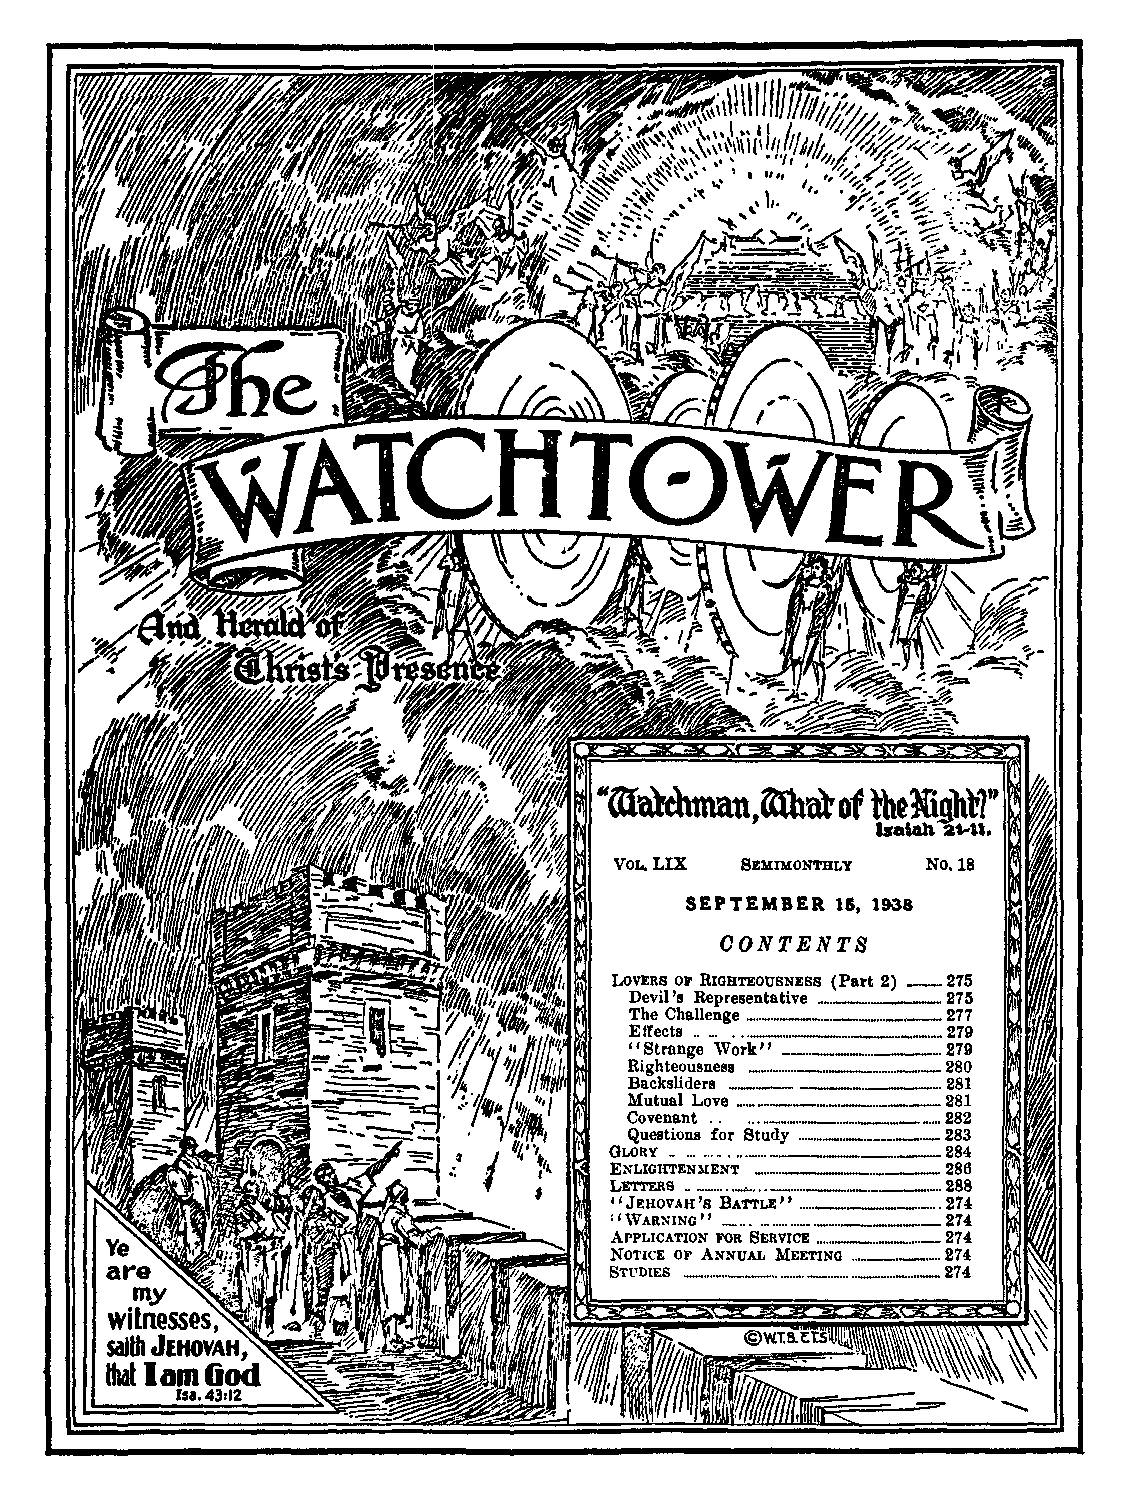 The
WATCHTOWER
And Herald of
Christ's Presence
"Watchman, What of the Night?"
Isaiah 21-11.
VOL. LIX SEMIMONTHLY No. 18
SEPTEMBER 15, 1938
CONTENTS
LOVERS OF RIGHTEOUSNESS (Part 2) 275
Devil's Representative 275
The Challenge 277
Effects 279
"Strange Work" 279
Righteousness 280
Backsliders 281
Mutual Love 281
Covenant 282
Questions for Study 283
GLORY 284
ENLIGHTENMENT 286
LETTERS 288
"JEHOVAH'S BATTLE" 274
"WARNING" 274
APPLICATION FOR SERVICE 274
NOTICE OF ANNUAL MEETING 274
STUDIES 274
Ye
are
my
witnesses,
saith JEHOVAH,
that I am God
Isa. 43:12
©W.T.B.&T.S.